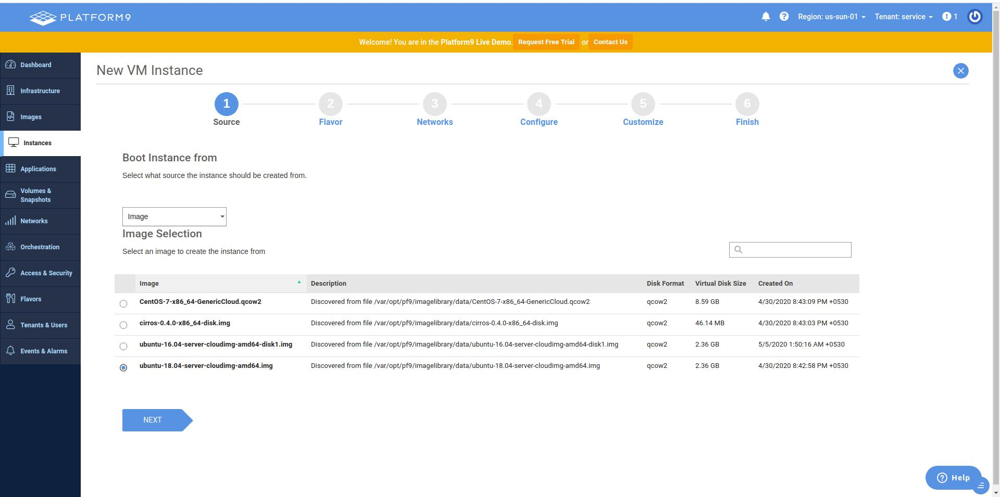 PLATFORM9
Region: us-sun-01
Tenant: service
1
Welcome! You are in the Platform9 Live Demo. Request Free Trial or Contact Us
Dashboard
Infrastructure
Images
Instances
Applications
Volumes &
Snapshots
Networks
Orchestration
Access & Security
Flavors
Tenants & Users
Events & Alarms
New VM Instance
1 2 3 4 5 6
Source Flavor Networks Configure Customize Finish
Boot Instance from
Select what source the instance should be created from.
Image
Image Selection
Select an image to create the instance from
Image Description Disk Format Virtual Disk Size Created On
CentOS-7-x86_64-GenericCloud.qcow2 Discovered from file /var/opt/pf9/imagelibrary/data/CentOS-7-x86_64-GenericCloud.qcow2 qcow2 8.59 GB 4/30/2020 8:43:09 PM +0530
cirros-0.4.0-x86_64-disk.img Discovered from file /var/opt/pf9/imagelibrary/data/cirros-0.4.0-x86_64-disk.img qcow2 46.14 MB 4/30/2020 8:43:03 PM +0530
ubuntu-16.04-server-cloudimg-amd64-disk1.img Discovered from file /var/opt/pf9/imagelibrary/data/ubuntu-16.04-server-cloudimg-amd64-disk1.img qcow2 2.36 GB 5/5/2020 1:50:16 AM +0530
ubuntu-18.04-server-cloudimg-amd64.img Discovered from file /var/opt/pf9/imagelibrary/data/ubuntu-18.04-server-cloudimg-amd64.img qcow2 2.36 GB 4/30/2020 8:42:58 PM +0530
NEXT
Help